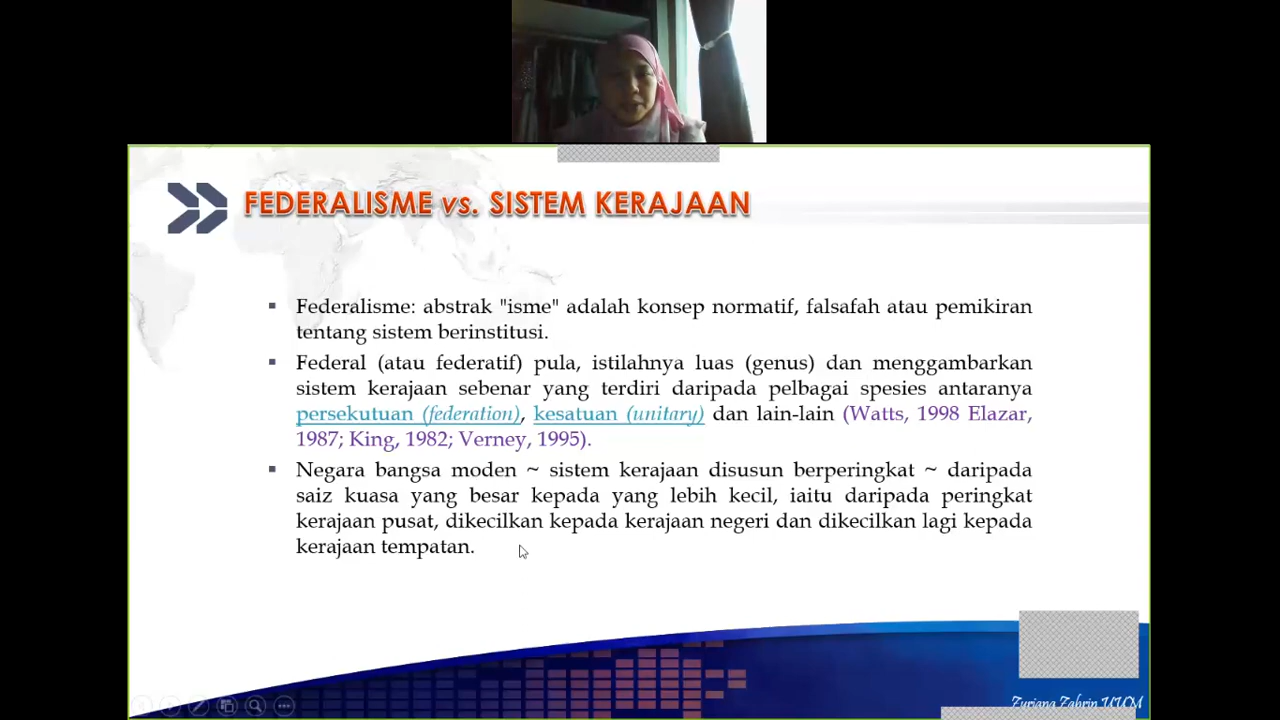 FEDERALISME vs. SISTEM KERAJAAN
Federalisme: abstrak "isme" adalah konsep normatif, falsafah atau pemikiran
tentang sistem berinstitusi.
Federal (atau federatif) pula, istilahnya luas (genus) dan menggambarkan
sistem kerajaan sebenar yang terdiri daripada pelbagai spesies antaranya
persekutuan (federation), kesatuan (unitary) dan lain-lain (Watts, 1998 Elazar,
1987; King, 1982; Verney, 1995).
Negara bangsa moden ~ sistem kerajaan disusun berperingkat ~ daripada
saiz kuasa yang besar kepada yang lebih kecil, iaitu daripada peringkat
kerajaan pusat, dikecilkan kepada kerajaan negeri dan dikecilkan lagi kepada
kerajaan tempatan.
Zuriana Zahrin UUM